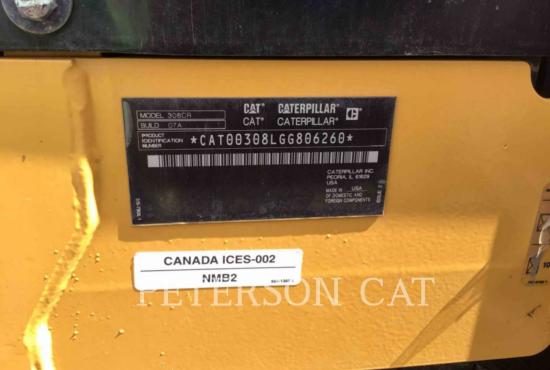 CAT® CATERPILLAR®
MODEL 308CR
CAT® CATERPILLAR®
BUILD 07A
PRODUCT
IDENTIFICATION
NUMBER
*CAT00308LGG806260*
CATERPILLAR INC.
PEORIA, IL 61629
USA
MADE IN USA
OF DOMESTIC AND
FOREIGN COMPONENTS
CANADA ICES-002
NMB2
PETERSON CAT